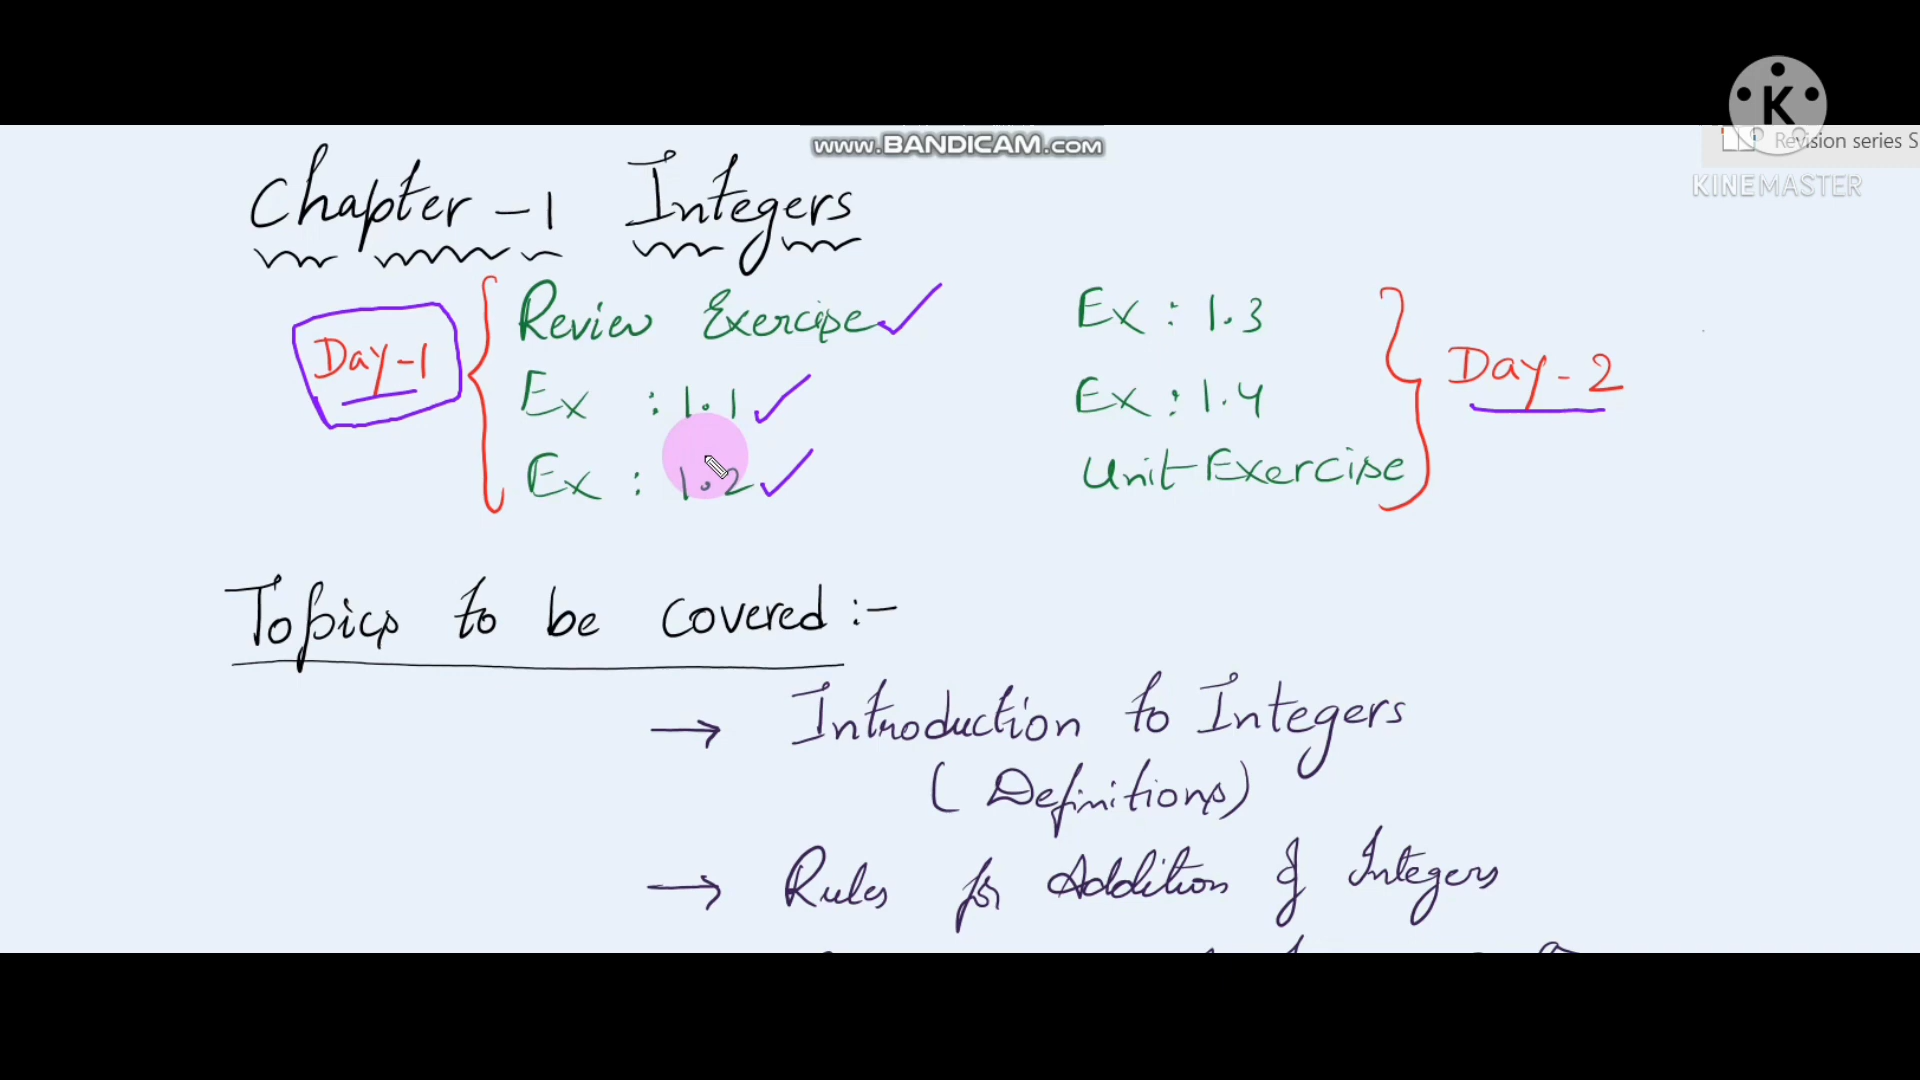 www.BANDICAM.com
K
Revision series S
KINEMASTER
Chapter -1 Integers
Day-1
Review Exercise
Ex : 1.1
Ex : 1.2
Ex : 1.3
Ex : 1.4
Unit Exercise
Day - 2
Topics to be covered :-
→ Introduction to Integers
(Definitions)
→ Rules for Addition of Integers